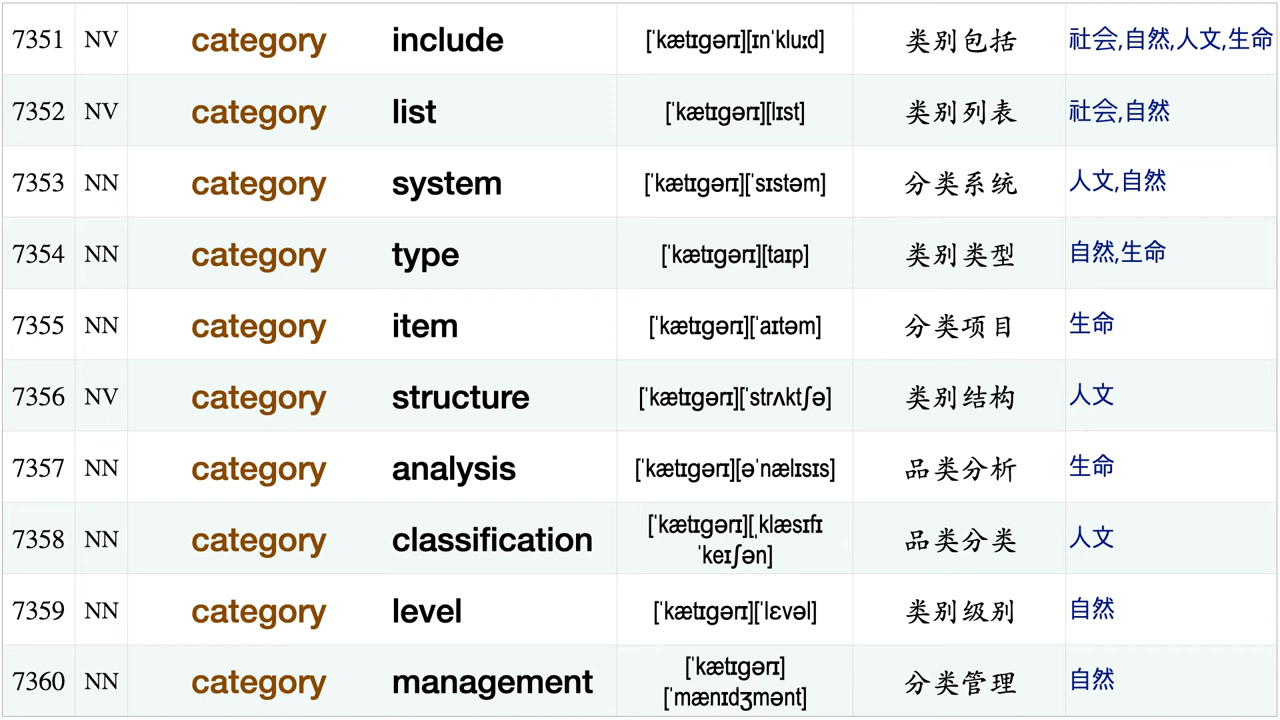 7351 NV category include [ˈkætɪgərɪ][ɪnˈkluːd] 类别包括 社会,自然,人文,生命
7352 NV category list [ˈkætɪgərɪ][lɪst] 类别列表 社会,自然
7353 NN category system [ˈkætɪgərɪ][ˈsɪstəm] 分类系统 人文,自然
7354 NN category type [ˈkætɪgərɪ][taɪp] 类别类型 自然,生命
7355 NN category item [ˈkætɪgərɪ][ˈaɪtəm] 分类项目 生命
7356 NV category structure [ˈkætɪgərɪ][ˈstrʌktʃə] 类别结构 人文
7357 NN category analysis [ˈkætɪgərɪ][əˈnælɪsɪs] 品类分析 生命
7358 NN category classification [ˈkætɪgərɪ][ˌklæsɪfɪ
ˈkeɪʃən] 品类分类 人文
7359 NN category level [ˈkætɪgərɪ][ˈlɛvəl] 类别级别 自然
7360 NN category management [ˈkætɪgərɪ]
[ˈmænɪdʒmənt] 分类管理 自然